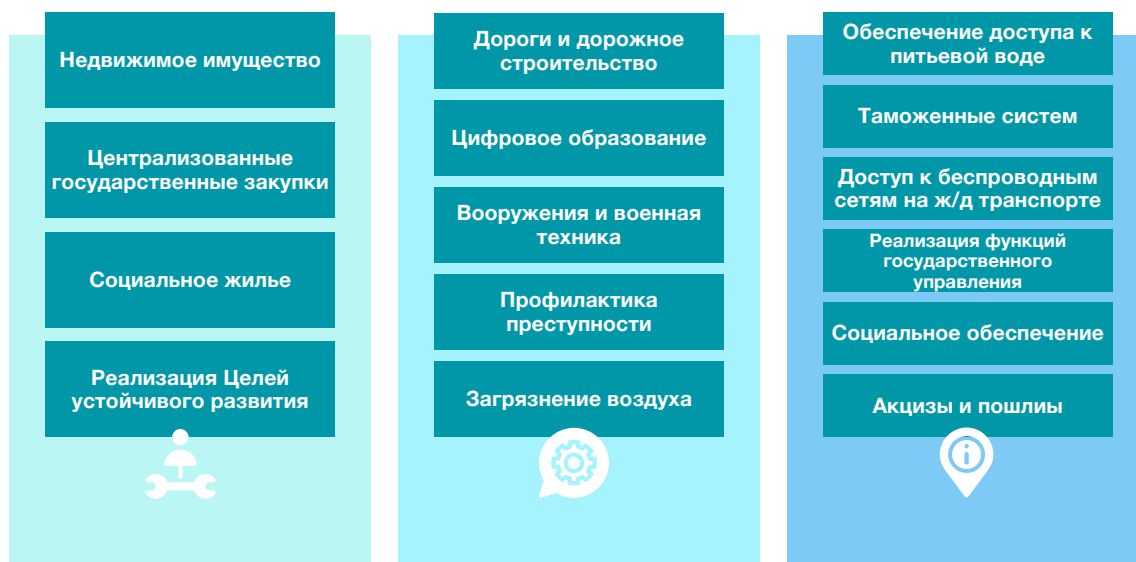 Недвижимое имущество
Централизованные
государственные закупки
Социальное жилье
Реализация Целей
устойчивого развития
Дороги и дорожное
строительство
Цифровое образование
Вооружения и военная
техника
Профилактика
преступности
Загрязнение воздуха
Обеспечение доступа к
питьевой воде
Таможенные систем
Доступ к беспроводным
сетям на ж/д транспорте
Реализация функций
государственного
управления
Социальное обеспечение
Акцизы и пошлиы